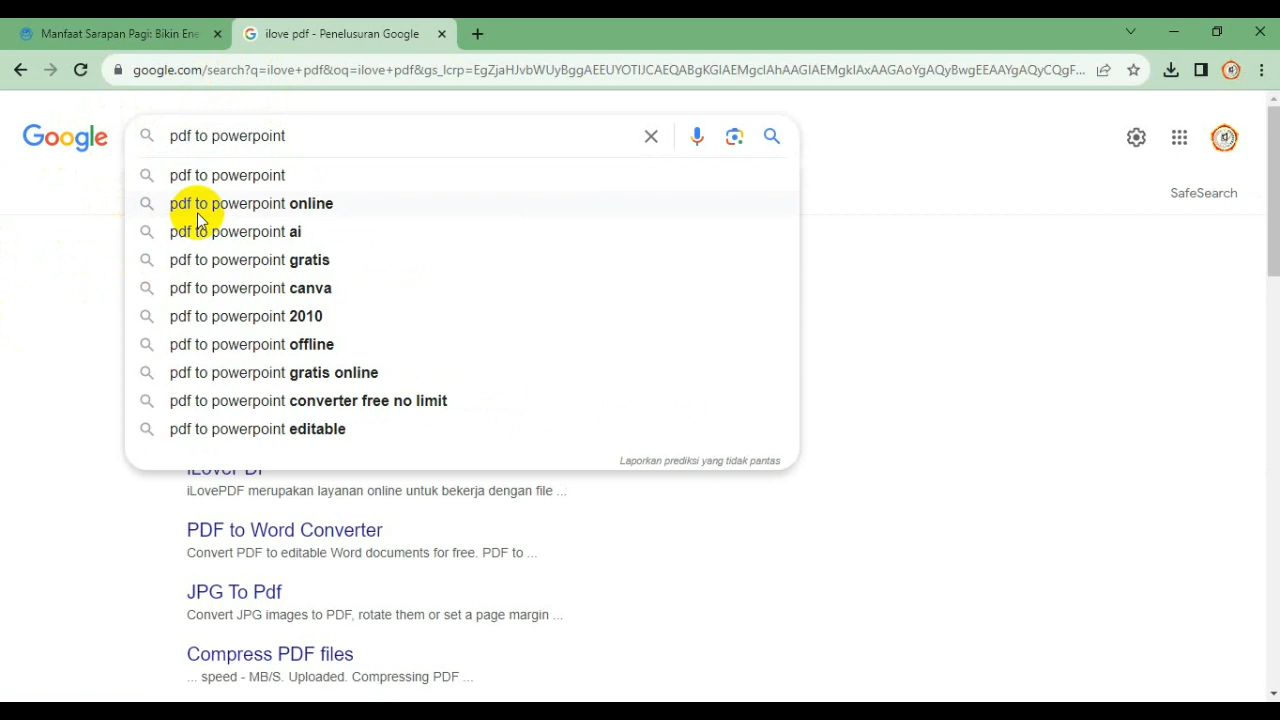 Manfaat Sarapan Pagi: Bikin Ene
ilove pdf - Penelusuran Google
google.com/search?q=ilove+pdf&oq=ilove+pdf&gs_lcrp=EgZjaHJvbWUyBggAEEUYOTIJCAEQABgKGIAEMgcIAhAAGIAEMgkIAxAAGAoYgAQyBwgEEAAYgAQyCQgF...
Google
pdf to powerpoint
pdf to powerpoint
pdf to powerpoint online
pdf to powerpoint ai
pdf to powerpoint gratis
pdf to powerpoint canva
pdf to powerpoint 2010
pdf to powerpoint offline
pdf to powerpoint gratis online
pdf to powerpoint converter free no limit
pdf to powerpoint editable
Laporkan prediksi yang tidak pantas
SafeSearch
iLovePDF
iLovePDF merupakan layanan online untuk bekerja dengan file ...
PDF to Word Converter
Convert PDF to editable Word documents for free. PDF to ...
JPG To Pdf
Convert JPG images to PDF, rotate them or set a page margin ...
Compress PDF files
... speed - MB/S. Uploaded. Compressing PDF ...